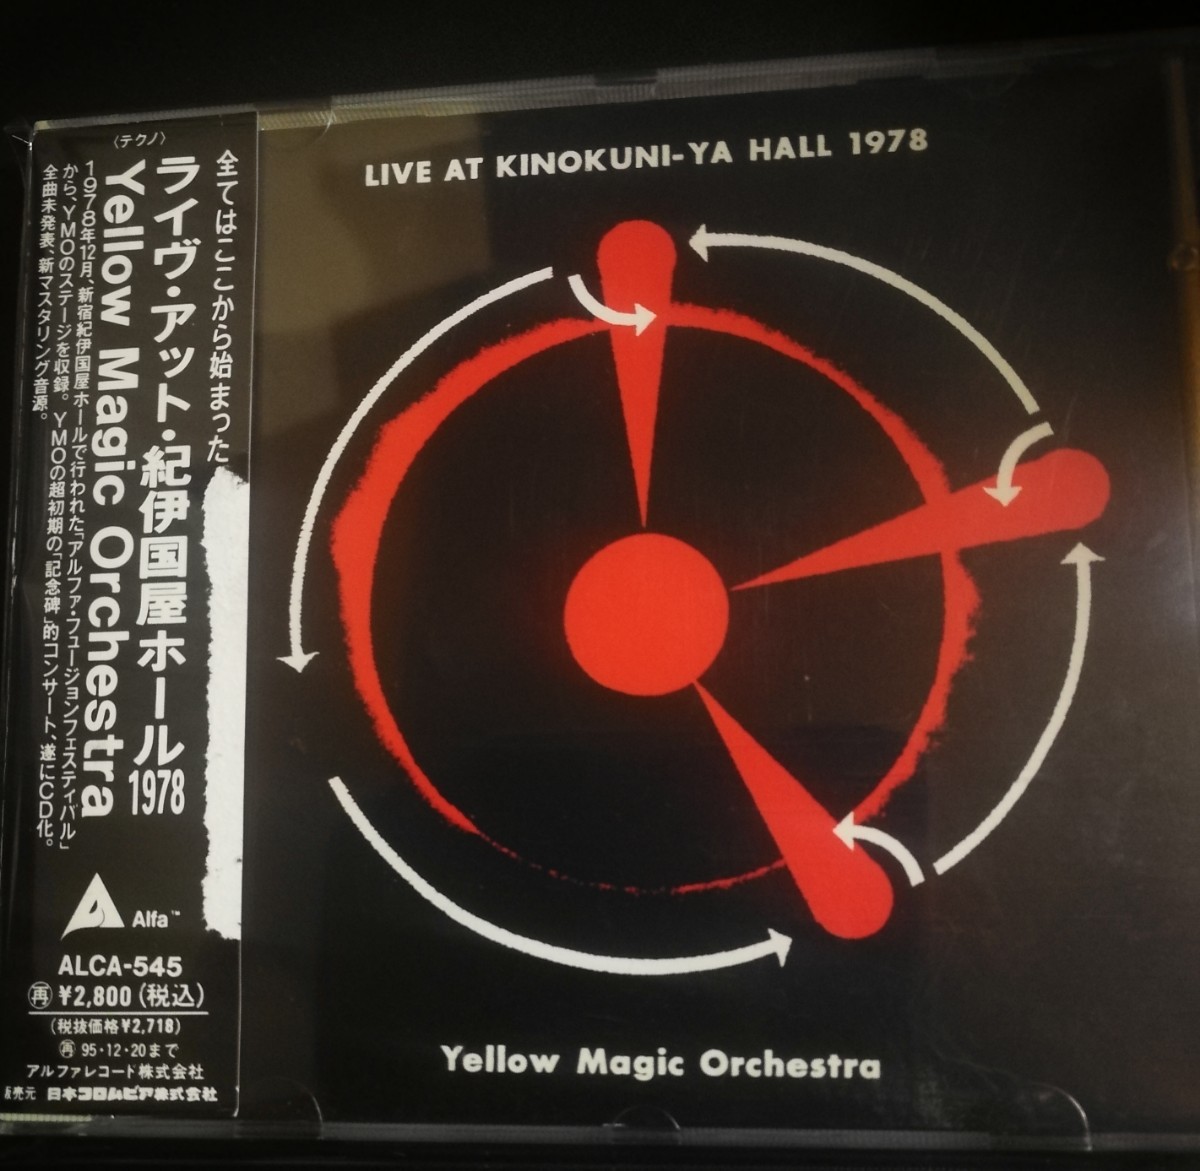 〈テクノ〉
全てはここから始まった
ライヴ・アット・紀伊国屋ホール1978
Yellow Magic Orchestra
1978年12月、新宿紀伊国屋ホールで行われた「アルファ・フュージョンフェスティバル」
から、YMOのステージを収録。YMOの超初期の「記念碑」的コンサート、遂にCD化。
全曲未発表、新マスタリング音源。
Alfa™
ALCA-545
再 ¥2,800(税込)
(税抜価格¥2,718)
再 95・12・20まで
アルファレコード株式会社
販売元 日本コロムビア株式会社
LIVE AT KINOKUNI-YA HALL 1978
Yellow Magic Orchestra